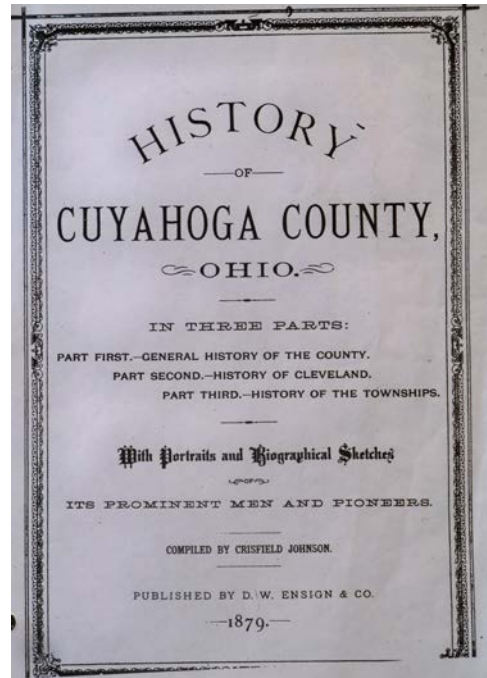 HISTORY
OF
CUYAHOGA COUNTY,
OHIO.
IN THREE PARTS:
PART FIRST.—GENERAL HISTORY OF THE COUNTY.
PART SECOND.—HISTORY OF CLEVELAND.
PART THIRD.—HISTORY OF THE TOWNSHIPS.
With Portraits and Biographical Sketches
OF
ITS PROMINENT MEN AND PIONEERS.
COMPILED BY CRISFIELD JOHNSON.
PUBLISHED BY D. W. ENSIGN & CO.
—1879.—